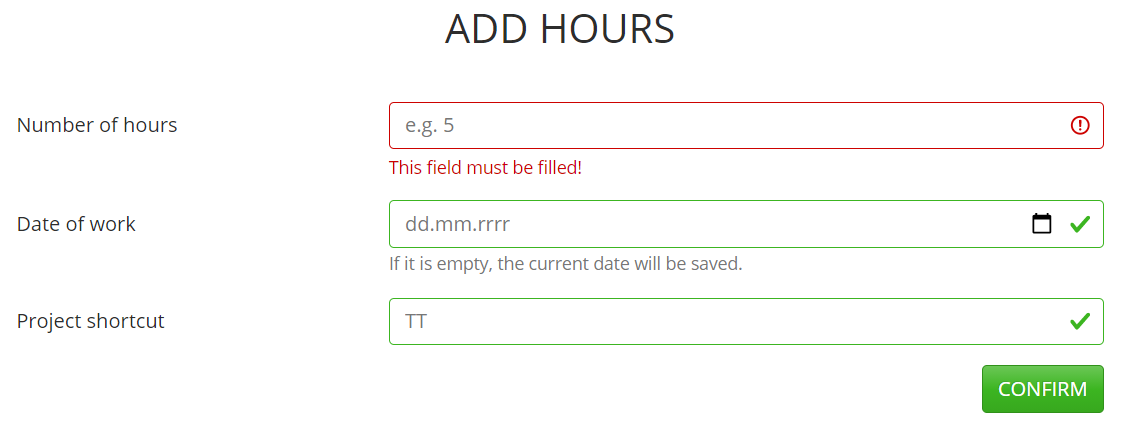 ADD HOURS
Number of hours
e.g. 5
This field must be filled!
Date of work
dd.mm.rrrr
If it is empty, the current date will be saved.
Project shortcut
TT
CONFIRM